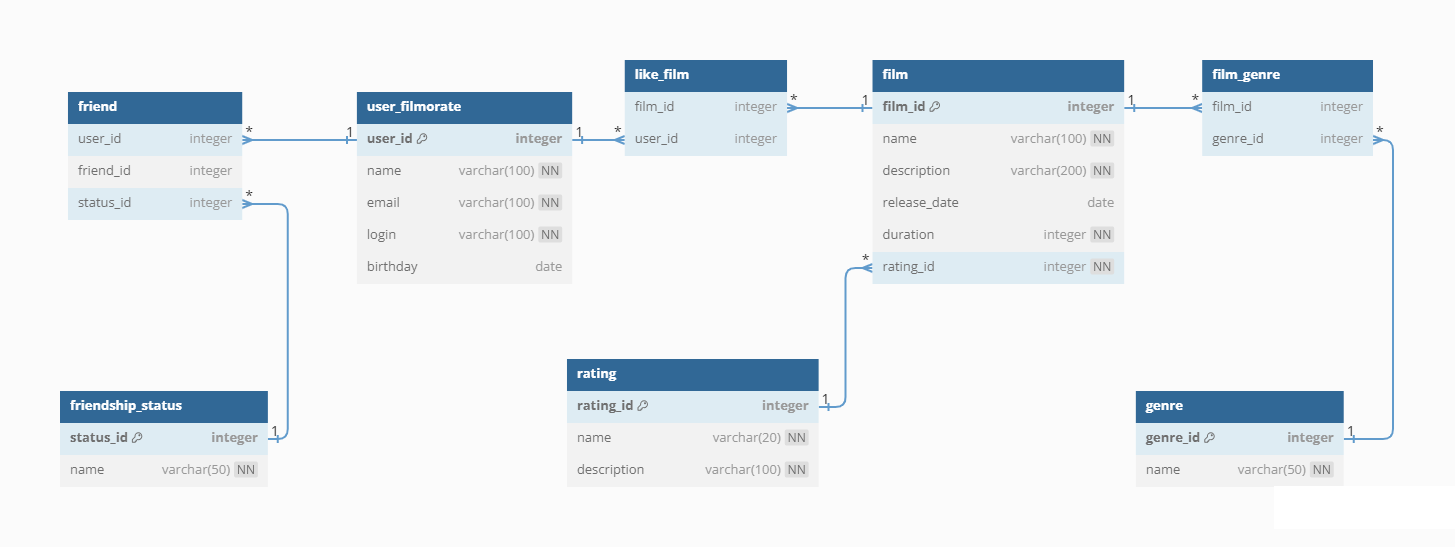 friend
user_id integer
friend_id integer
status_id integer
*
*
1
user_filmorate
user_id integer
name varchar(100) NN
email varchar(100) NN
login varchar(100) NN
birthday date
1
*
like_film
film_id integer
user_id integer
*
1
film
film_id integer
name varchar(100) NN
description varchar(200) NN
release_date date
duration integer NN
rating_id integer NN
*
1
*
film_genre
film_id integer
genre_id integer
*
friendship_status
status_id integer
name varchar(50) NN
1
rating
rating_id integer
name varchar(20) NN
description varchar(100) NN
1
genre
genre_id integer
name varchar(50) NN
1